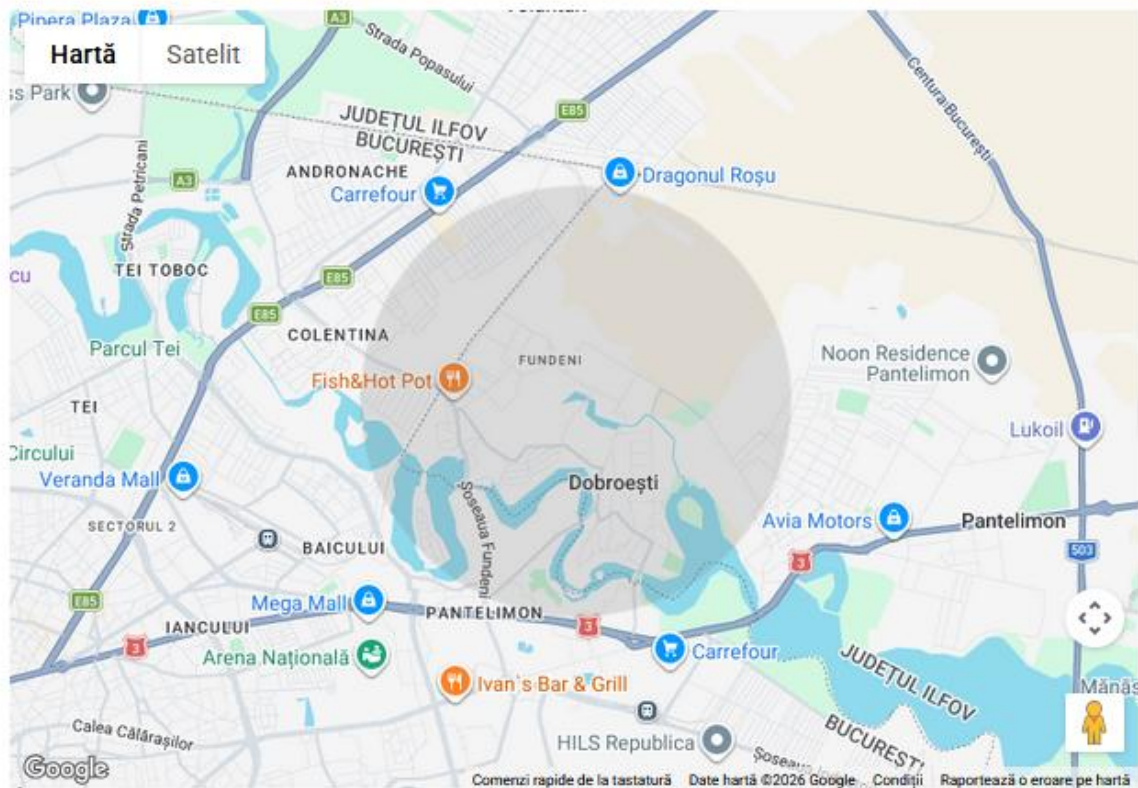 Pipera Plaza
A3
Hartă
Satelit
Strada Popasului
ss Park
E85
Centura București
JUDEȚUL ILFOV
BUCUREȘTI
Strada Petricani
ANDRONACHE
Dragonul Roșu
A3
Carrefour
TEI TOBOC
cu
E85
E85
COLENTINA
Parcul Tei
FUNDENI
Noon Residence
Pantelimon
Fish&Hot Pot
TEI
Lukoil
Circului
Veranda Mall
Dobroești
Șoseaua Fundeni
SECTORUL 2
Avia Motors
Pantelimon
BAICULUI
3
503
Mega Mall
E85
PANTELIMON
IANCULUI
3
3
Arena Națională
Carrefour
JUDEȚUL ILFOV
BUCUREȘTI
Ivan`s Bar & Grill
Mănăs
Calea Călărașilor
HILS Republica
Șoseaua
Google
Comenzi rapide de la tastatură Date hartă ©2026 Google Condiții Raportează o eroare pe hartă